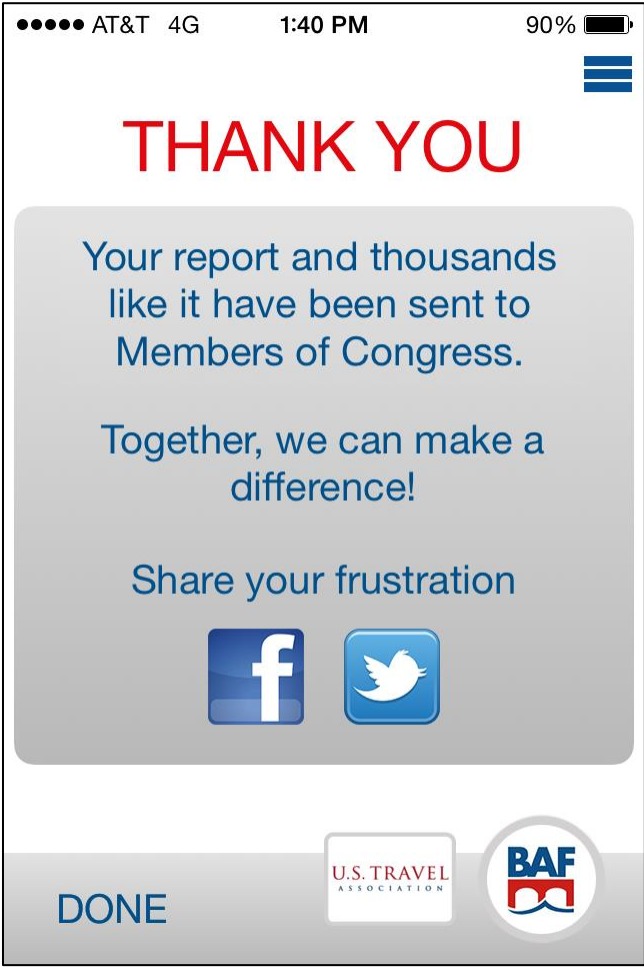 AT&T 4G 1:40 PM 90%
THANK YOU
Your report and thousands
like it have been sent to
Members of Congress.
Together, we can make a
difference!
Share your frustration
f
DONE
U.S. TRAVEL
ASSOCIATION
BAF